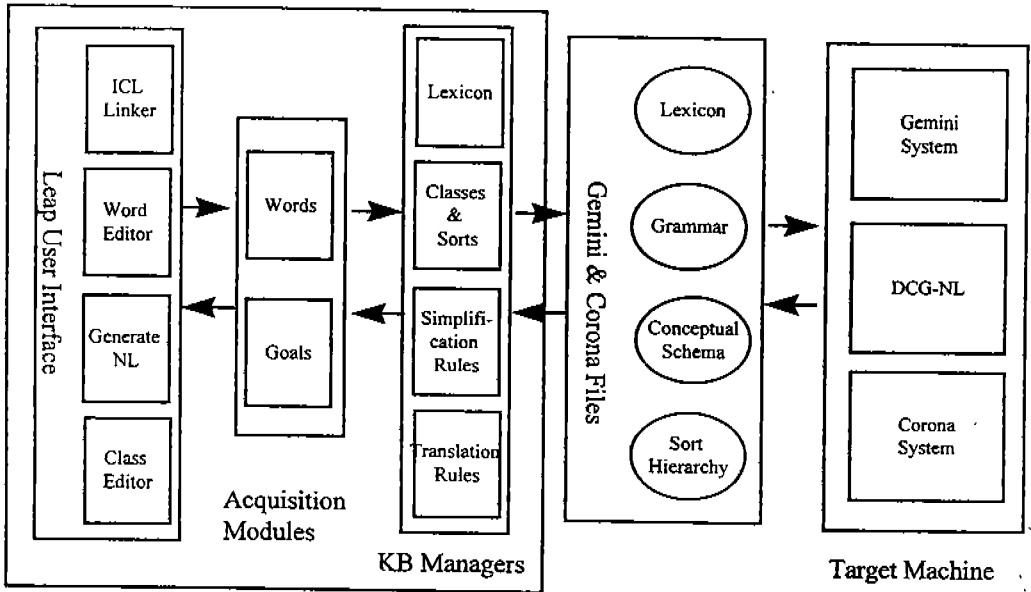 Leap User Interface
ICL
Linker
Word
Editor
Generate
NL
Class
Editor
Words
Goals
Acquisition
Modules
Lexicon
Classes
&
Sorts
Simplifi-
cation
Rules
Translation
Rules
KB Managers
Gemini & Corona Files
Lexicon
Grammar
Conceptual
Schema
Sort
Hierarchy
Gemini
System
DCG-NL
Corona
System
Target Machine